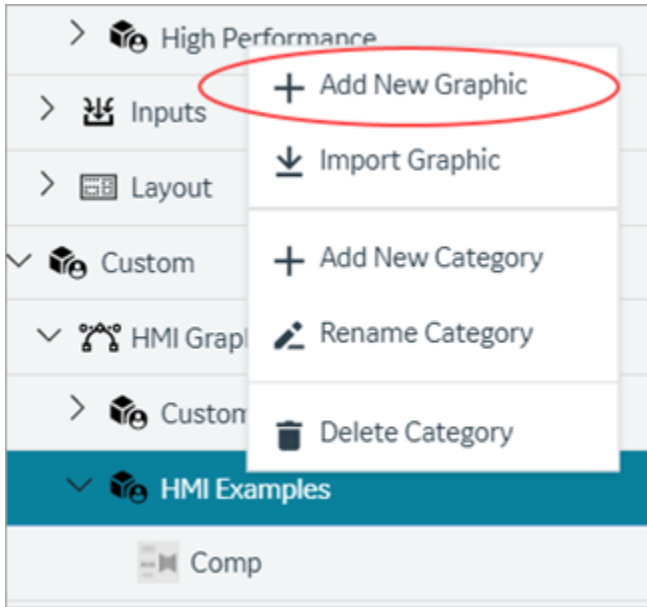 High Performance
Add New Graphic
Inputs
Import Graphic
Layout
Custom
Add New Category
HMI Grap
Rename Category
Custom
Delete Category
HMI Examples
Comp